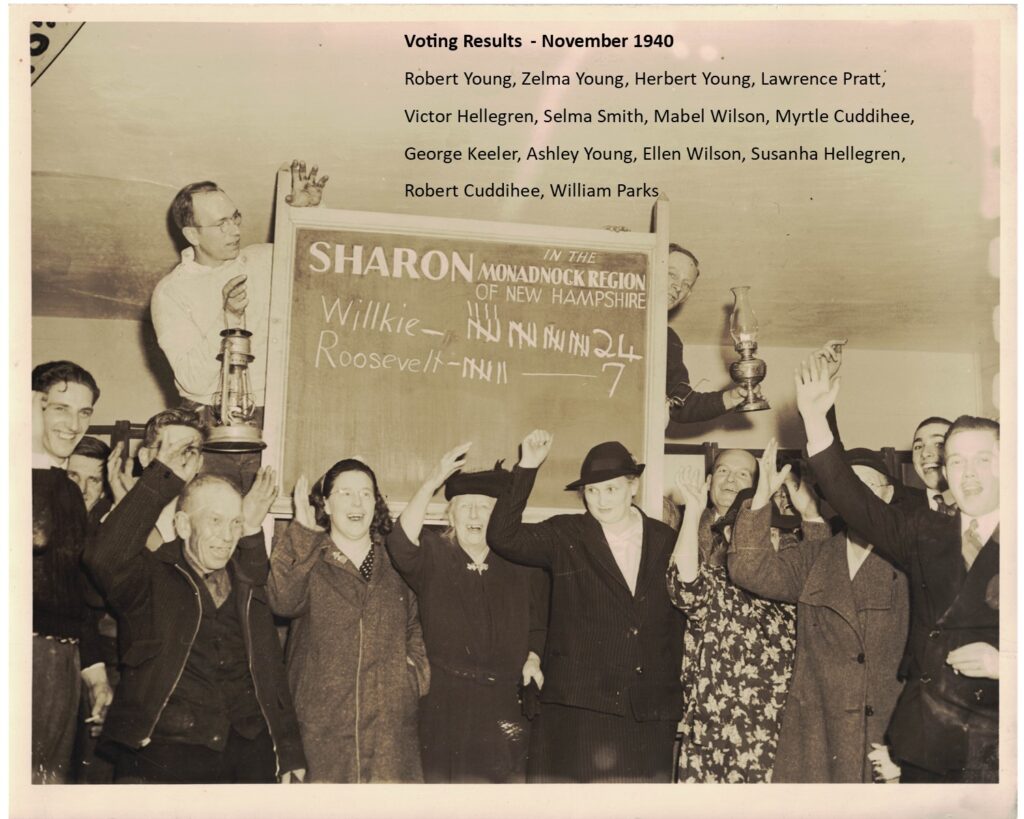 Voting Results - November 1940
Robert Young, Zelma Young, Herbert Young, Lawrence Pratt,
Victor Hellegren, Selma Smith, Mabel Wilson, Myrtle Cuddihee,
George Keeler, Ashley Young, Ellen Wilson, Susanha Hellegren,
Robert Cuddihee, William Parks
SHARON IN THE
MONADNOCK REGION
OF NEW HAMPSHIRE
Willkie - 24
Roosevelt - 7